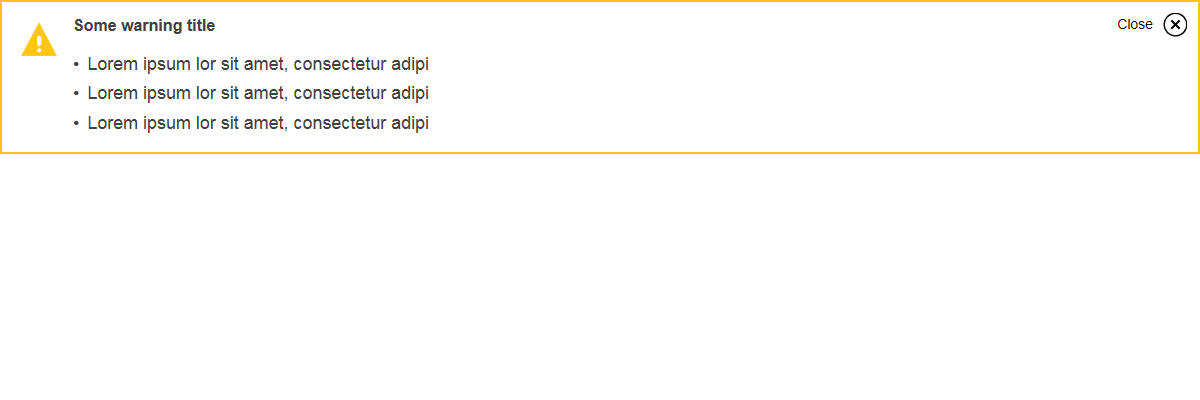 Some warning title
Close
• Lorem ipsum lor sit amet, consectetur adipi
• Lorem ipsum lor sit amet, consectetur adipi
• Lorem ipsum lor sit amet, consectetur adipi